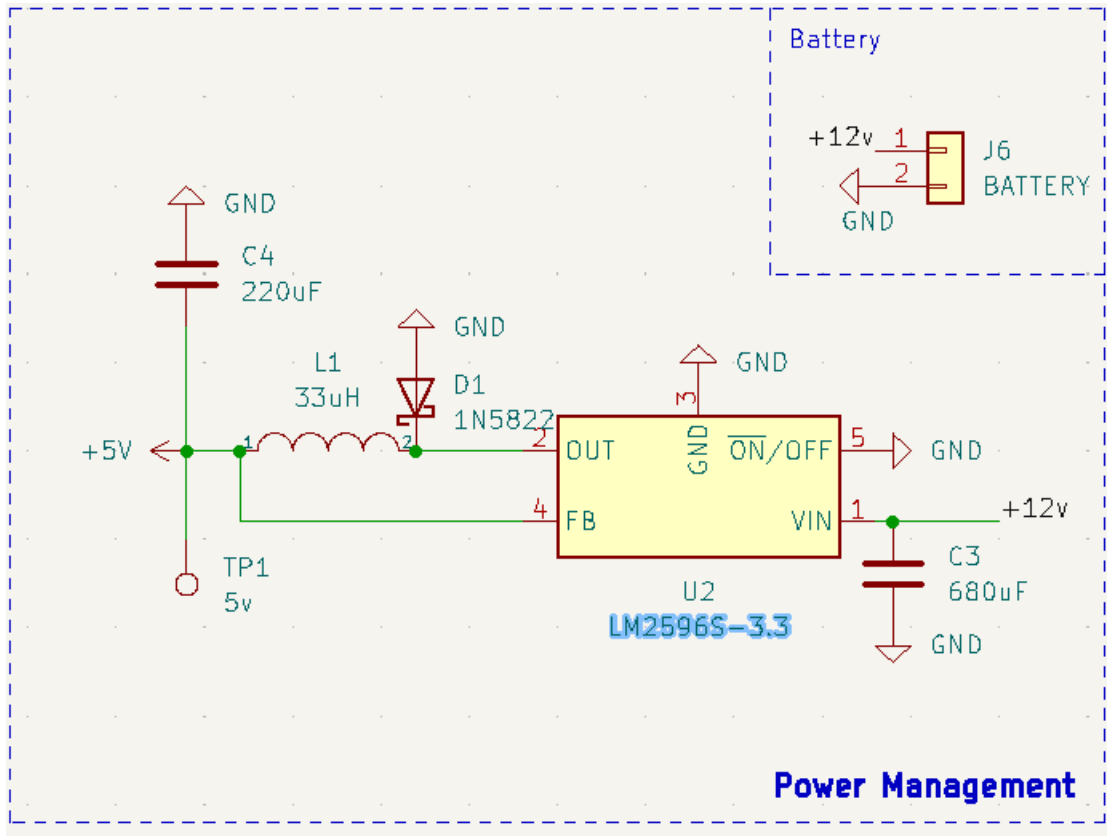 Battery
+12v
1
2
GND
J6
BATTERY
GND
C4
220uF
GND
L1
33uH
D1
1N5822
GND
3
+5V
1
2
2
OUT
GND
ON/OFF
5
GND
4
FB
VIN
1
+12v
TP1
5v
C3
680uF
U2
LM2596S-3.3
GND
Power Management